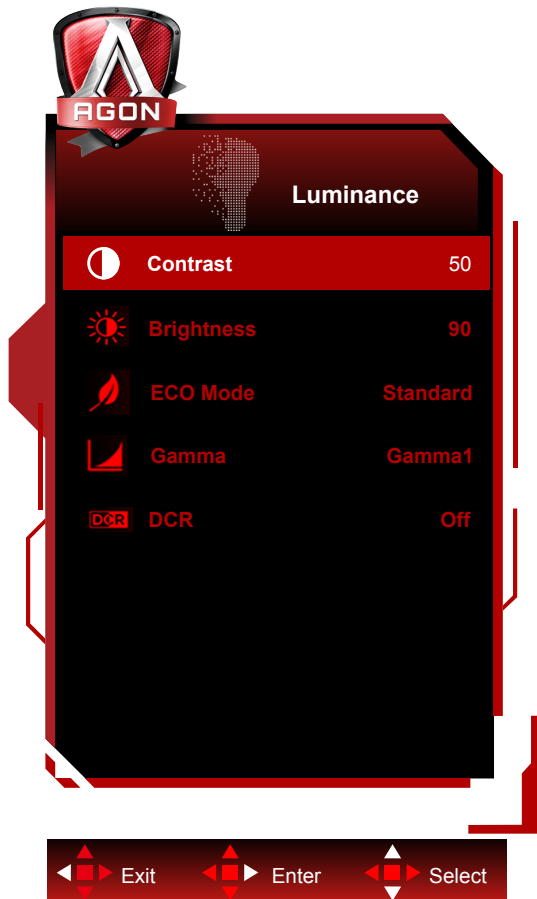 AGON
Luminance
Contrast 50
Brightness 90
ECO Mode Standard
Gamma Gamma1
DCR DCR Off
Exit Enter Select